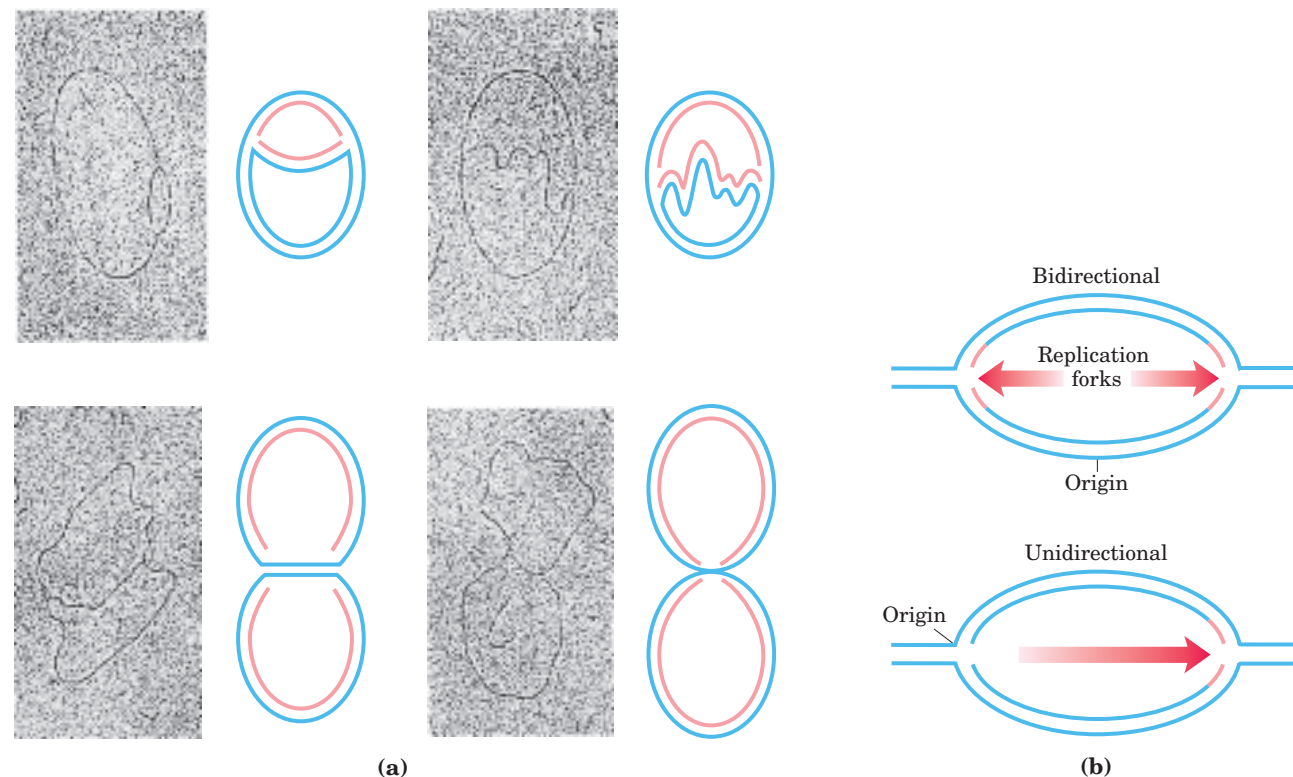 Bidirectional
Replication
forks
Origin
Unidirectional
Origin
(a)
(b)